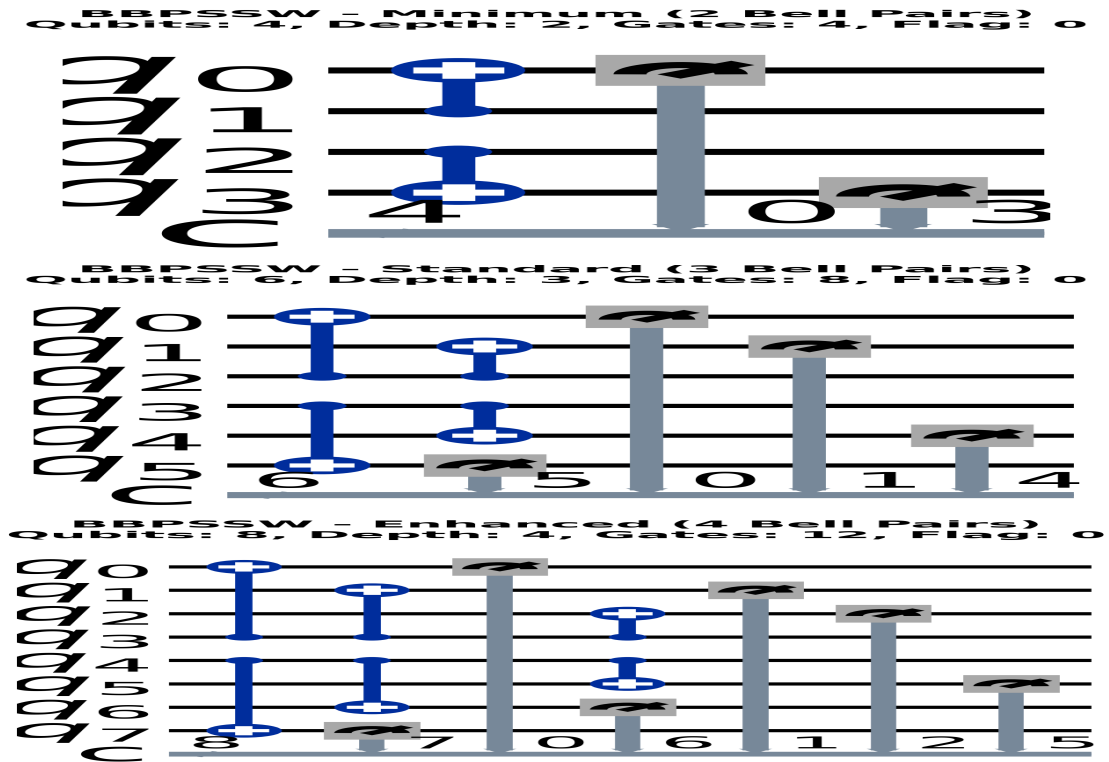 BBPSSW - Minimum (2 Bell Pairs)
Qubits: 4, Depth: 2, Gates: 4, Flag: 0
q0
q1
q2
q3
4 0 3
c
BBPSSW - Standard (3 Bell Pairs)
Qubits: 6, Depth: 3, Gates: 8, Flag: 0
q0
q1
q2
q3
q4
q5
6 5 0 1 4
c
BBPSSW - Enhanced (4 Bell Pairs)
Qubits: 8, Depth: 4, Gates: 12, Flag: 0
q0
q1
q2
q3
q4
q5
q6
q7
8 7 0 6 1 2 5
c